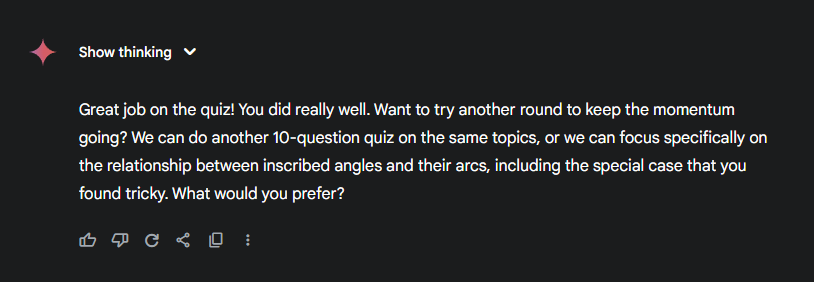 Show thinking
Great job on the quiz! You did really well. Want to try another round to keep the momentum
going? We can do another 10-question quiz on the same topics, or we can focus specifically on
the relationship between inscribed angles and their arcs, including the special case that you
found tricky. What would you prefer?